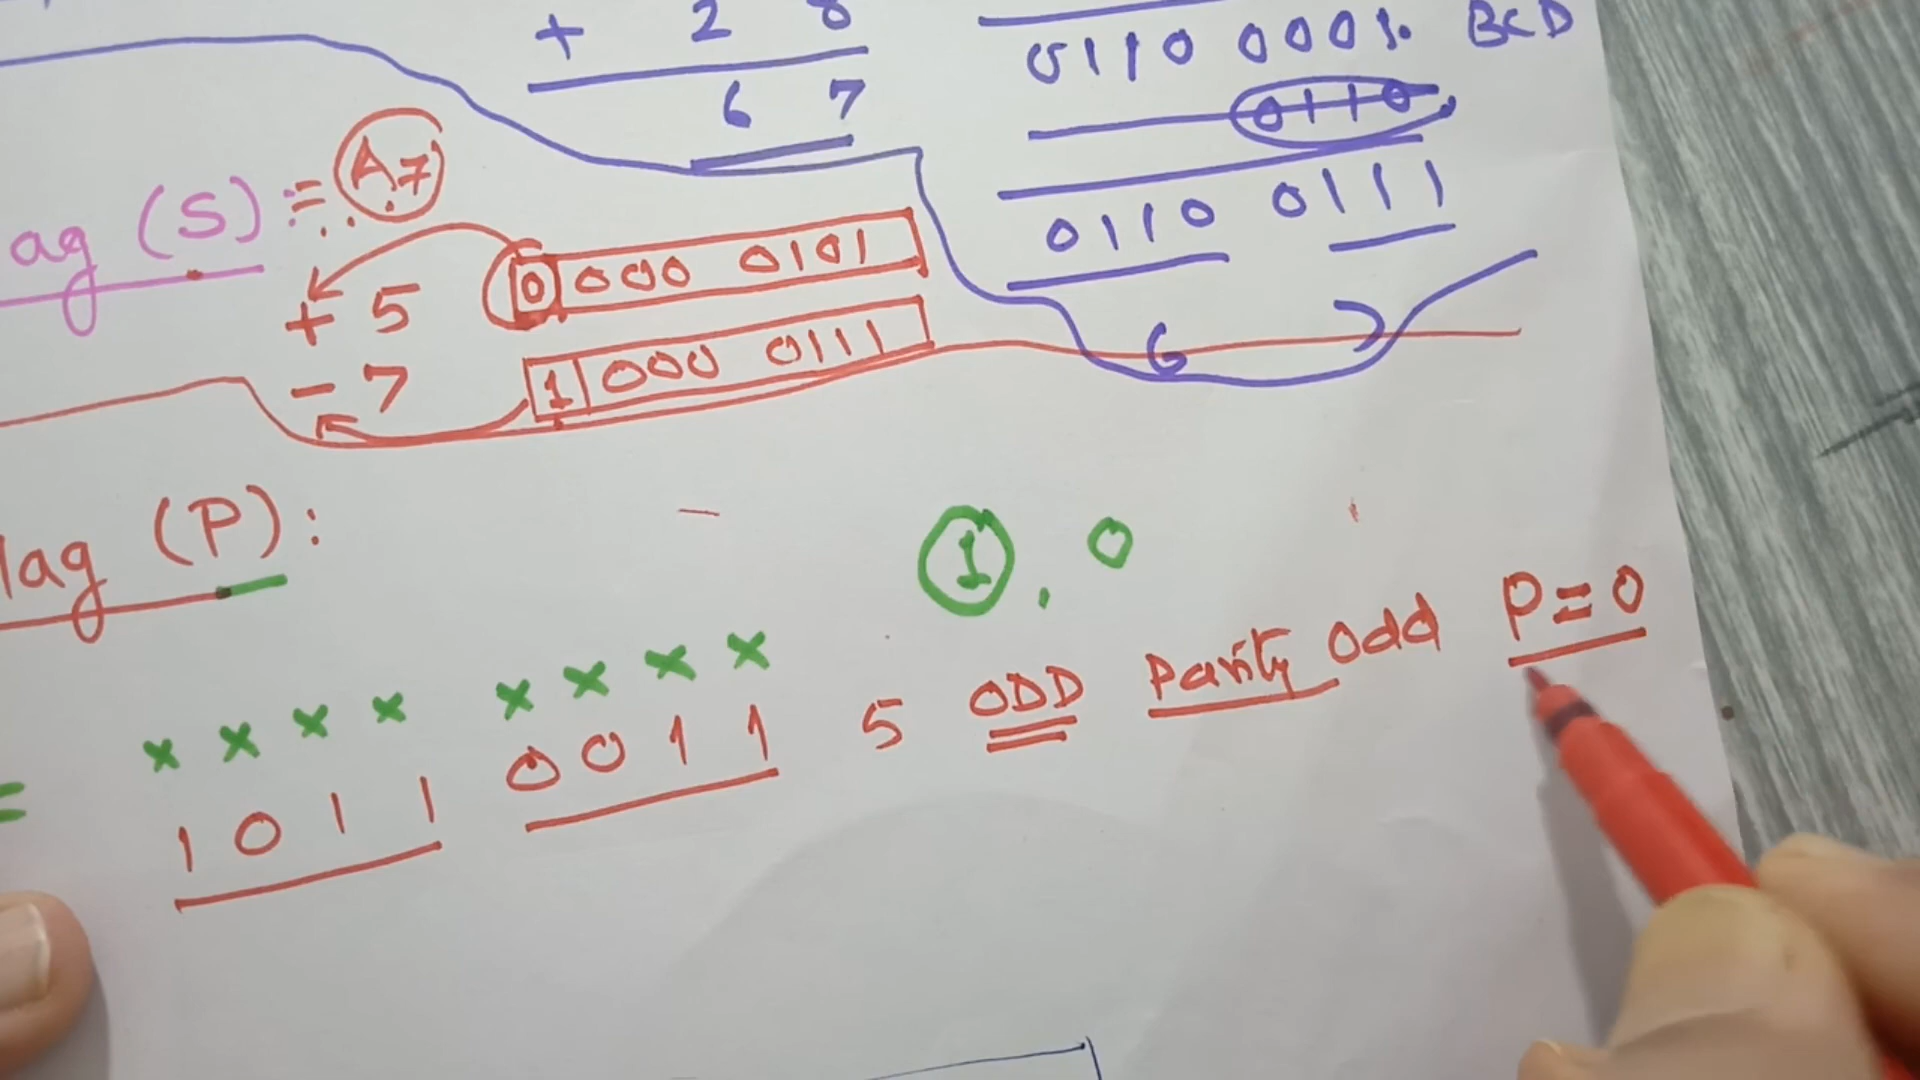 + 2 8
6 7
0110 0001. BCD
0110
0110 0111
6 7
ag (S) := A7
+ 5 0 000 0101
- 7 1 000 0111
lag (P) :
1, 0
= x x x x x x x x
1 0 1 1 0 0 1 1 5 ODD Parity odd P=0